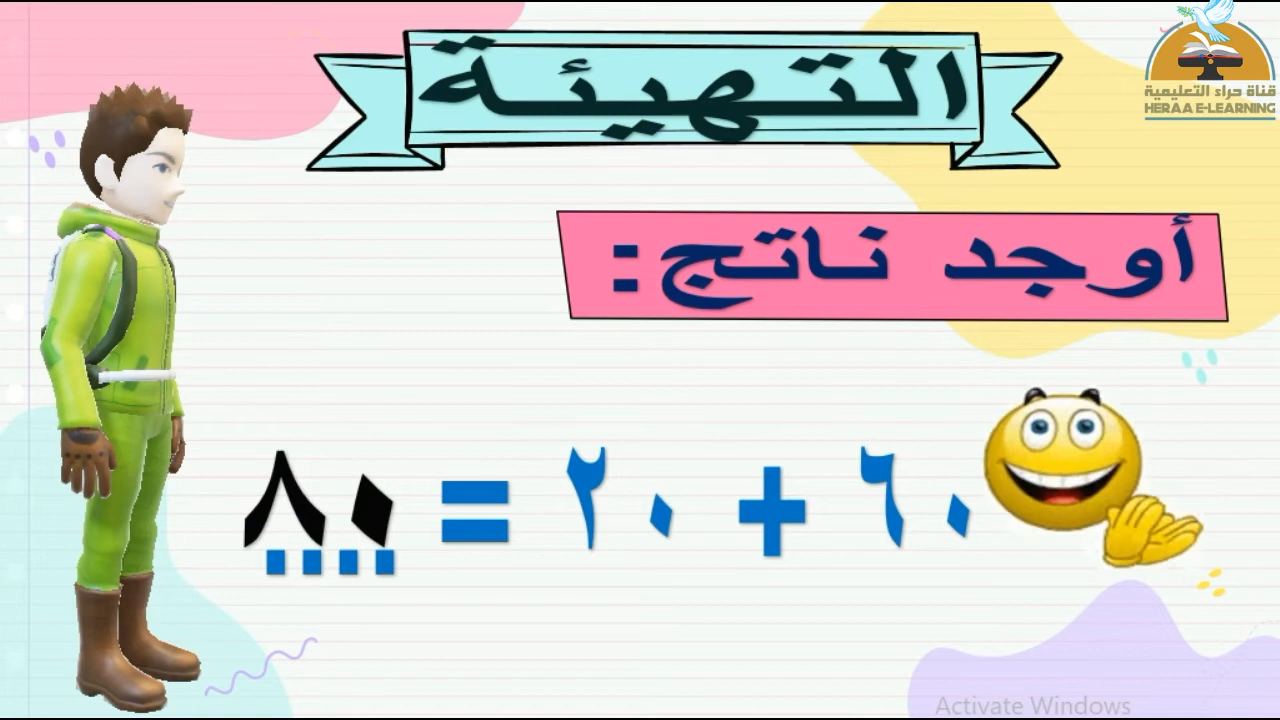 التهيئة
قناة حراء التعليمية
HERAA E-LEARNING
أوجد ناتج:
٦٠ + ٢٠ = ٨٠
Activate Windows